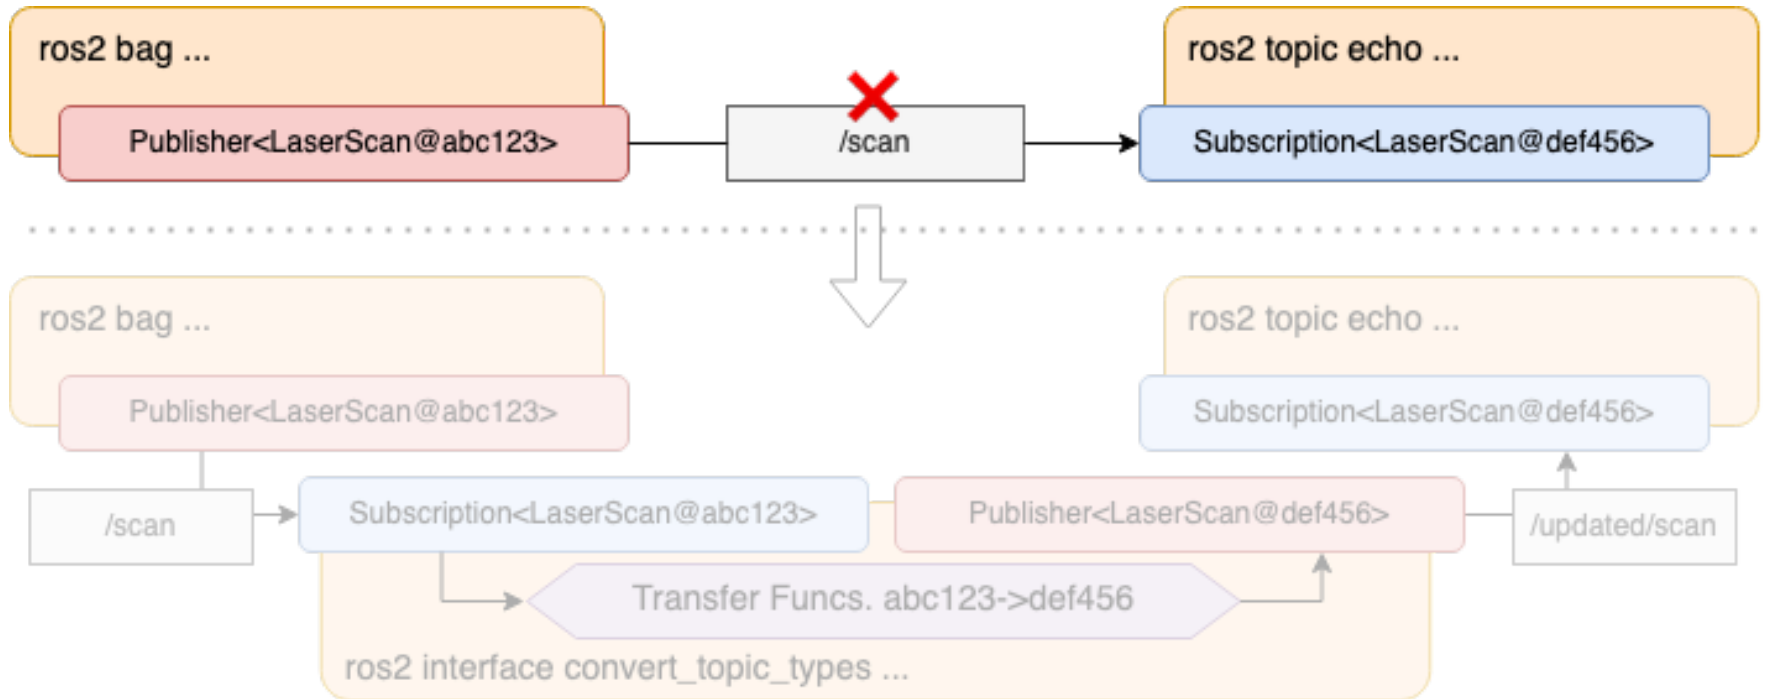 ros2 bag ...
ros2 topic echo ...
Publisher<LaserScan@abc123>
/scan
Subscription<LaserScan@def456>
ros2 bag ...
ros2 topic echo ...
Publisher<LaserScan@abc123>
Subscription<LaserScan@def456>
/scan
Subscription<LaserScan@abc123>
Publisher<LaserScan@def456>
/updated/scan
Transfer Funcs. abc123->def456
ros2 interface convert_topic_types ...